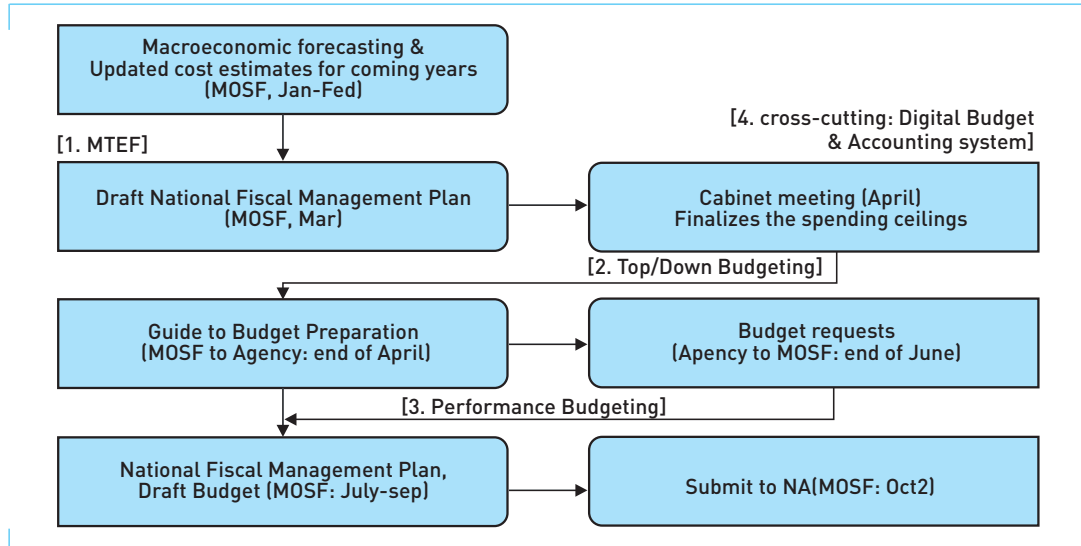 Macroeconomic forecasting &
Updated cost estimates for coming years
(MOSF, Jan-Fed)
[4. cross-cutting: Digital Budget
& Accounting system]
[1. MTEF]
Draft National Fiscal Management Plan
(MOSF, Mar)
Cabinet meeting (April)
Finalizes the spending ceilings
[2. Top/Down Budgeting]
Guide to Budget Preparation
(MOSF to Agency: end of April)
Budget requests
(Apency to MOSF: end of June)
[3. Performance Budgeting]
National Fiscal Management Plan,
Draft Budget (MOSF: July-sep)
Submit to NA(MOSF: Oct2)